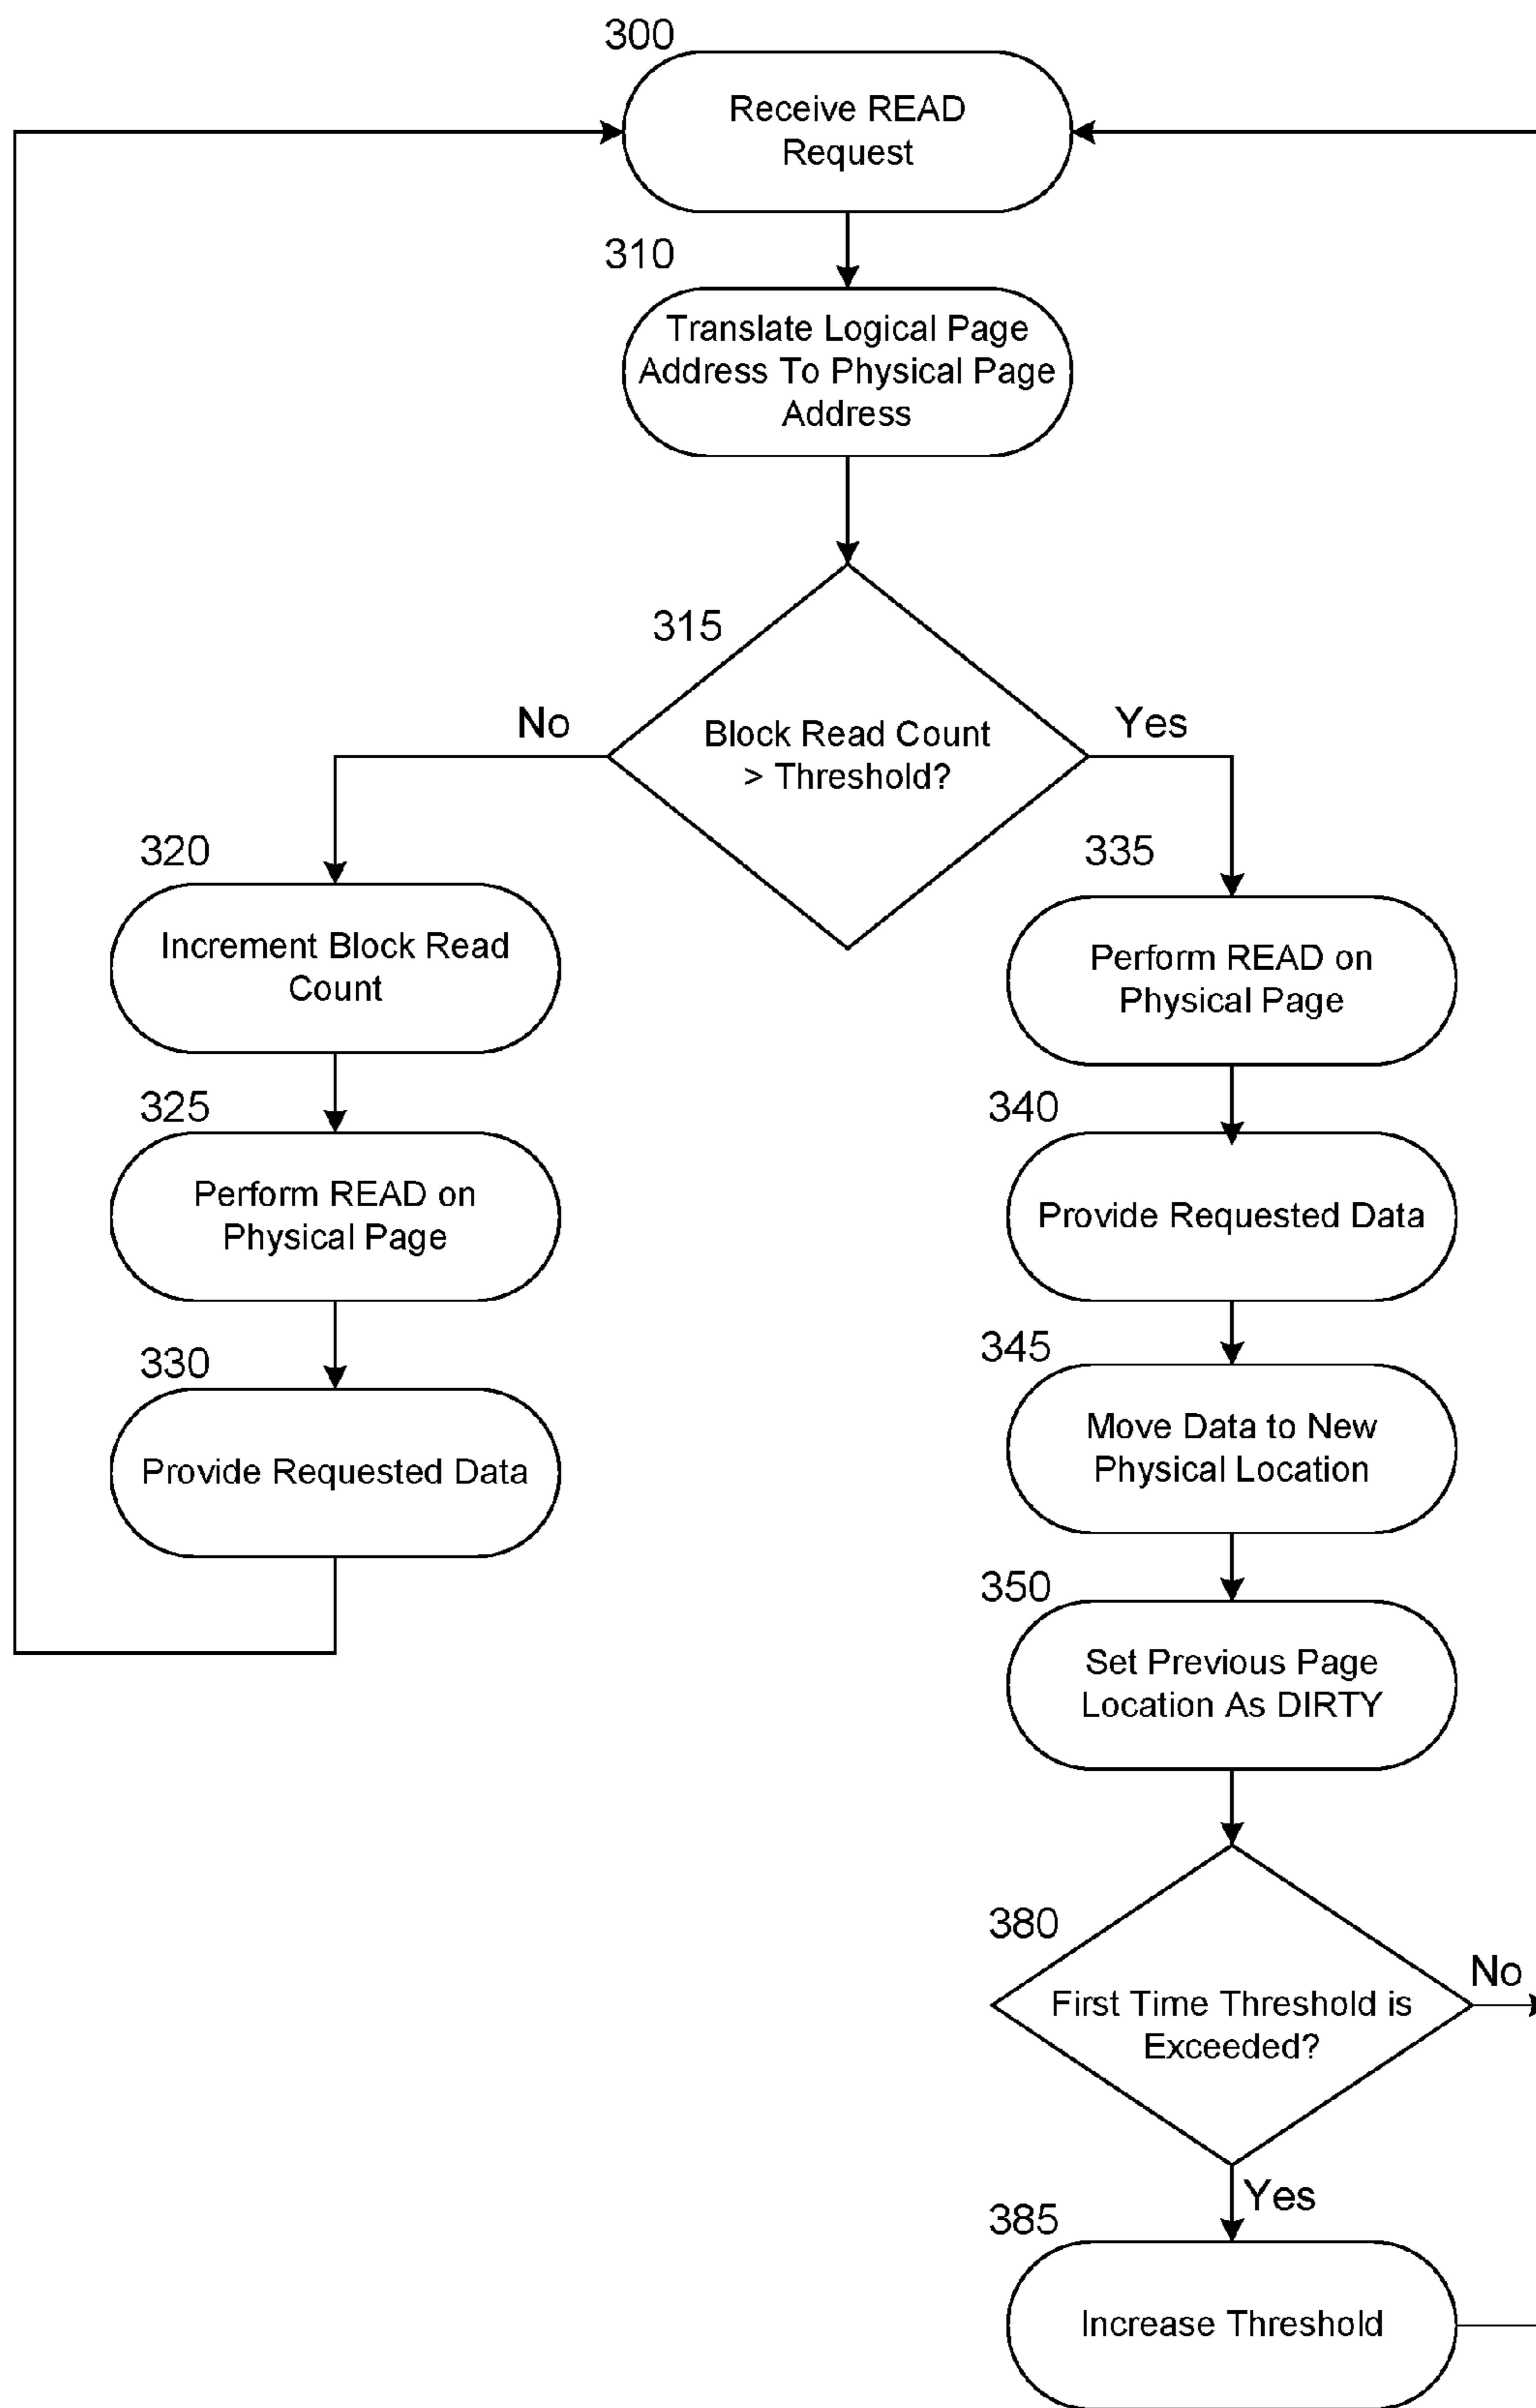 300
Receive READ
Request
310
Translate Logical Page
Address To Physical Page
Address
315
Block Read Count
> Threshold?
No
Yes
320
Increment Block Read
Count
325
Perform READ on
Physical Page
330
Provide Requested Data
335
Perform READ on
Physical Page
340
Provide Requested Data
345
Move Data to New
Physical Location
350
Set Previous Page
Location As DIRTY
380
First Time Threshold is
Exceeded?
No
Yes
385
Increase Threshold